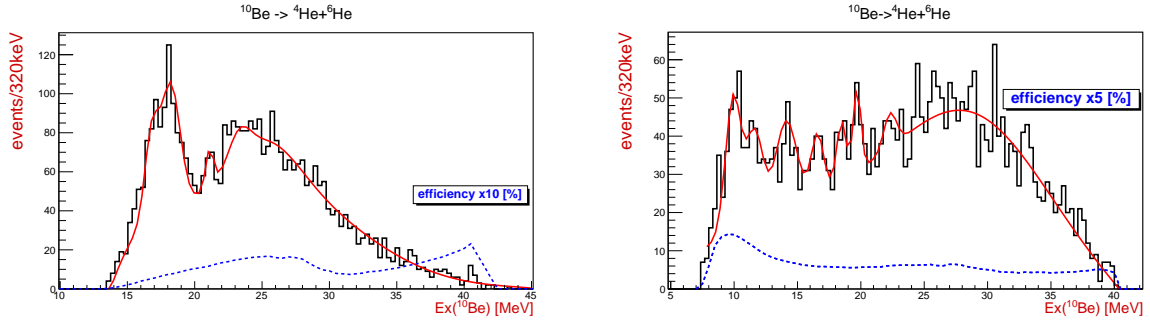 ¹⁰Be -> ⁴He+⁶He
events/320keV
120
100
80
60
40
20
0
efficiency x10 [%]
10 15 20 25 30 35 40 45
Ex(¹⁰Be) [MeV]
¹⁰Be->⁴He+⁶He
events/320keV
60
50
40
30
20
10
0
efficiency x5 [%]
5 10 15 20 25 30 35 40
Ex(¹⁰Be) [MeV]